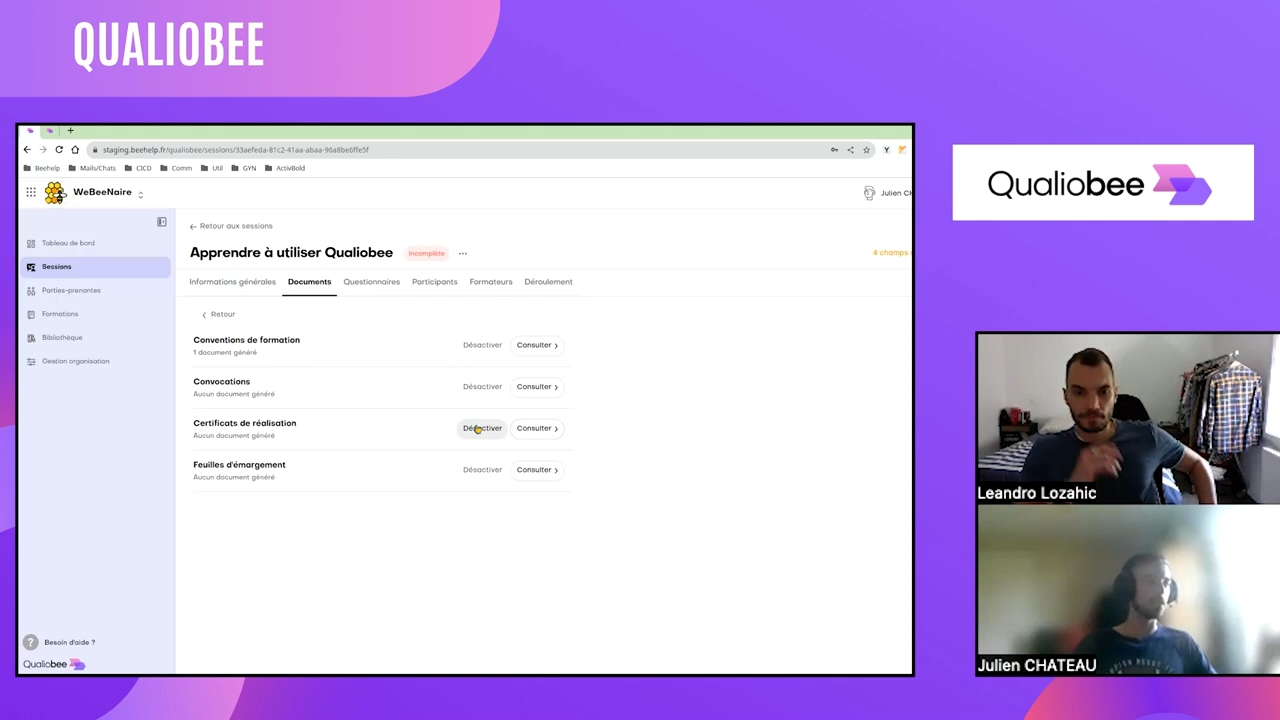 QUALIOBEE
staging.beehelp.fr/qualiobee/sessions/33aefeda-81c2-41aa-abaa-96a8be6ffe5f
Beehelp Mails/Chats CICD Comm Util GYN ActivBold
WeBeeNaire
Julien CH
Tableau de bord
Sessions
Parties-prenantes
Formations
Bibliothèque
Gestion organisation
Besoin d'aide ?
Qualiobee
Retour aux sessions
Apprendre à utiliser Qualiobee Incomplète ...
4 champs
Informations générales Documents Questionnaires Participants Formateurs Déroulement
Retour
Conventions de formation
1 document généré
Désactiver Consulter
Convocations
Aucun document généré
Désactiver Consulter
Certificats de réalisation
Aucun document généré
Désactiver Consulter
Feuilles d'émargement
Aucun document généré
Désactiver Consulter
Qualiobee
Leandro Lozahic
Julien CHATEAU